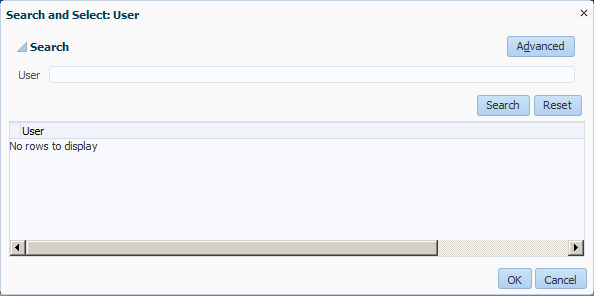 Search and Select: User
Search
Advanced
User
Search Reset
User
No rows to display
OK Cancel